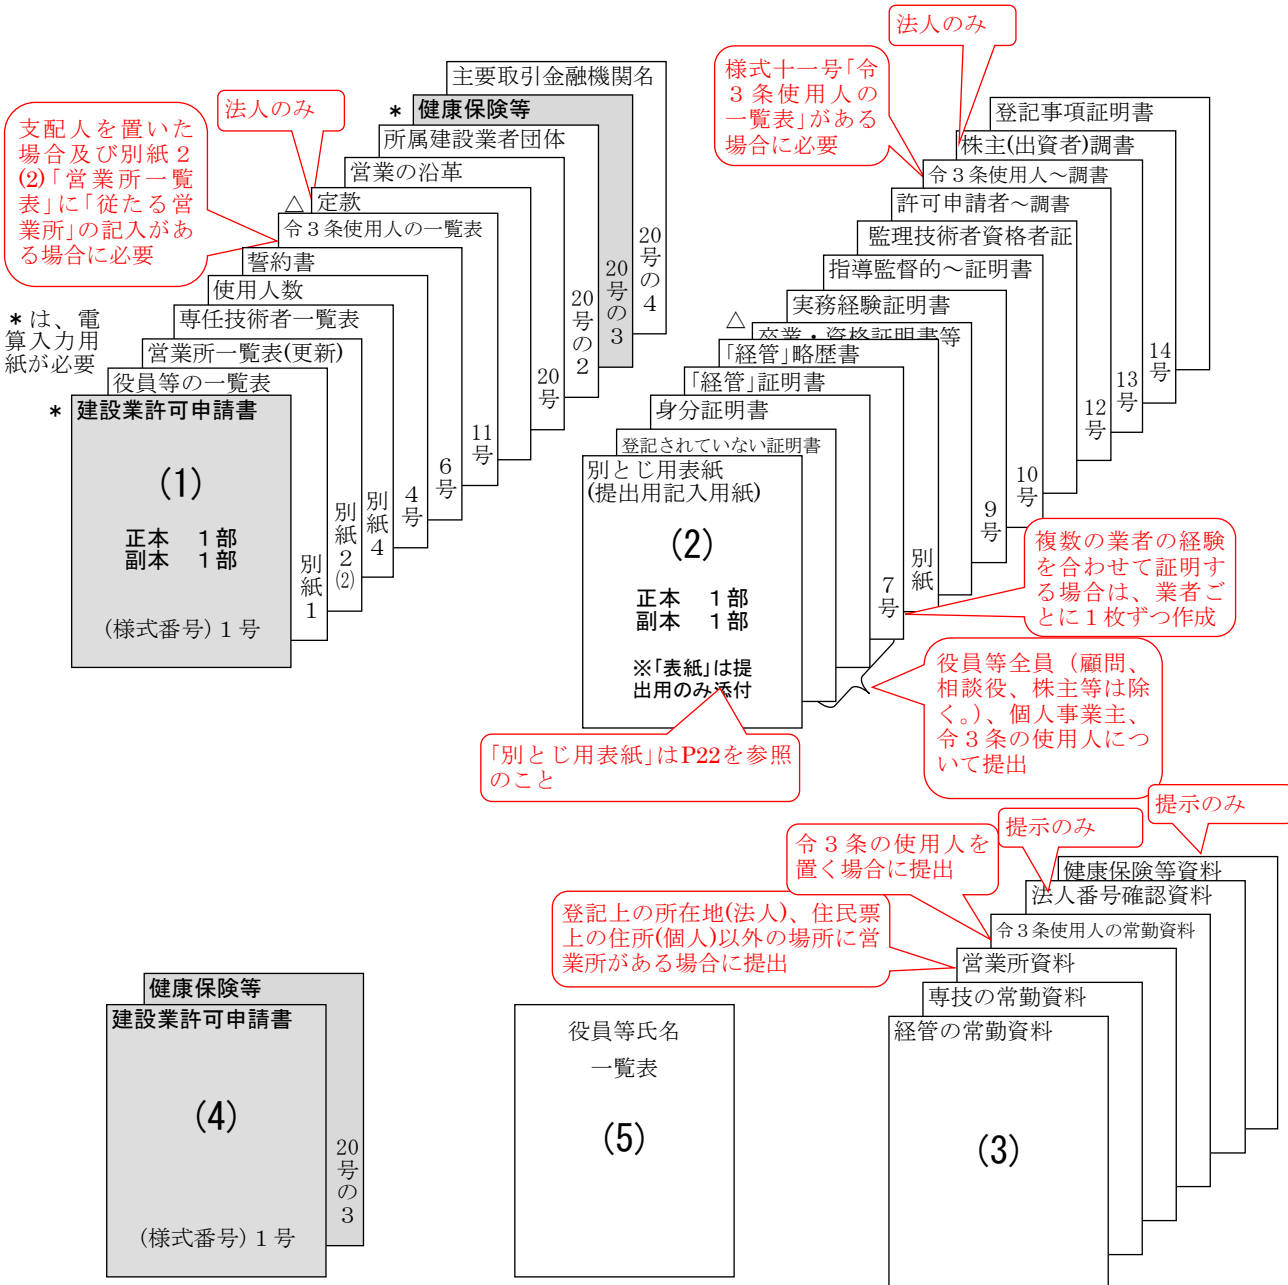 法人のみ
様式十一号「令
３条使用人の
一覧表」がある
場合に必要
主要取引金融機関名
* 健康保険等
所属建設業者団体
営業の沿革
△ 定款
令３条使用人の一覧表
誓約書
使用人数
専任技術者一覧表
営業所一覧表(更新)
役員等の一覧表
* 建設業許可申請書
法人のみ
支配人を置いた
場合及び別紙２
(2)「営業所一覧
表」に「従たる営
業所」の記入があ
る場合に必要
*は、電
算入力用
紙が必要
(1)
正本　１部
副本　１部
(様式番号)１号
別紙１
別紙２(2)
別紙４
４号
６号
11号
20号
20号の２
20号の３
20号の４
登記事項証明書
株主(出資者)調書
令３条使用人～調書
許可申請者～調書
監理技術者資格者証
指導監督的～証明書
実務経験証明書
△
卒業・資格証明書等
「経管」略歴書
「経管」証明書
身分証明書
登記されていない証明書
別とじ用表紙
(提出用記入用紙)
(2)
正本　１部
副本　１部
※「表紙」は提
出用のみ添付
７号
別紙
９号
10号
12号
13号
14号
複数の業者の経験
を合わせて証明す
る場合は、業者ご
とに１枚ずつ作成
役員等全員（顧問、
相談役、株主等は除
く。）、個人事業主、
令３条の使用人につ
いて提出
「別とじ用表紙」はP22を参照
のこと
提示のみ
提示のみ
令３条の使用人を
置く場合に提出
登記上の所在地(法人)、住民票
上の住所(個人)以外の場所に営
業所がある場合に提出
健康保険等資料
法人番号確認資料
令３条使用人の常勤資料
営業所資料
専技の常勤資料
経管の常勤資料
(3)
健康保険等
建設業許可申請書
(4)
20号の３
(様式番号)１号
役員等氏名
一覧表
(5)